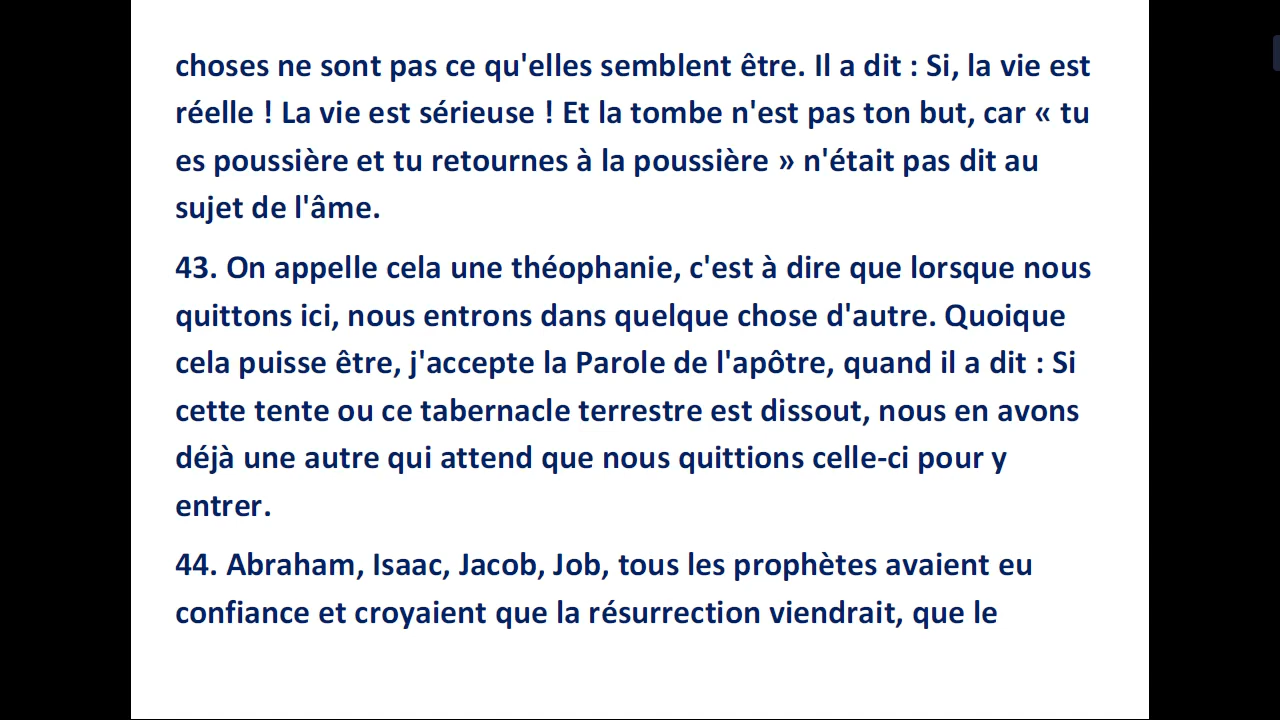 choses ne sont pas ce qu'elles semblent être. Il a dit : Si, la vie est
réelle ! La vie est sérieuse ! Et la tombe n'est pas ton but, car « tu
es poussière et tu retournes à la poussière » n'était pas dit au
sujet de l'âme.
43. On appelle cela une théophanie, c'est à dire que lorsque nous
quittons ici, nous entrons dans quelque chose d'autre. Quoique
cela puisse être, j'accepte la Parole de l'apôtre, quand il a dit : Si
cette tente ou ce tabernacle terrestre est dissout, nous en avons
déjà une autre qui attend que nous quittions celle-ci pour y
entrer.
44. Abraham, Isaac, Jacob, Job, tous les prophètes avaient eu
confiance et croyaient que la résurrection viendrait, que le